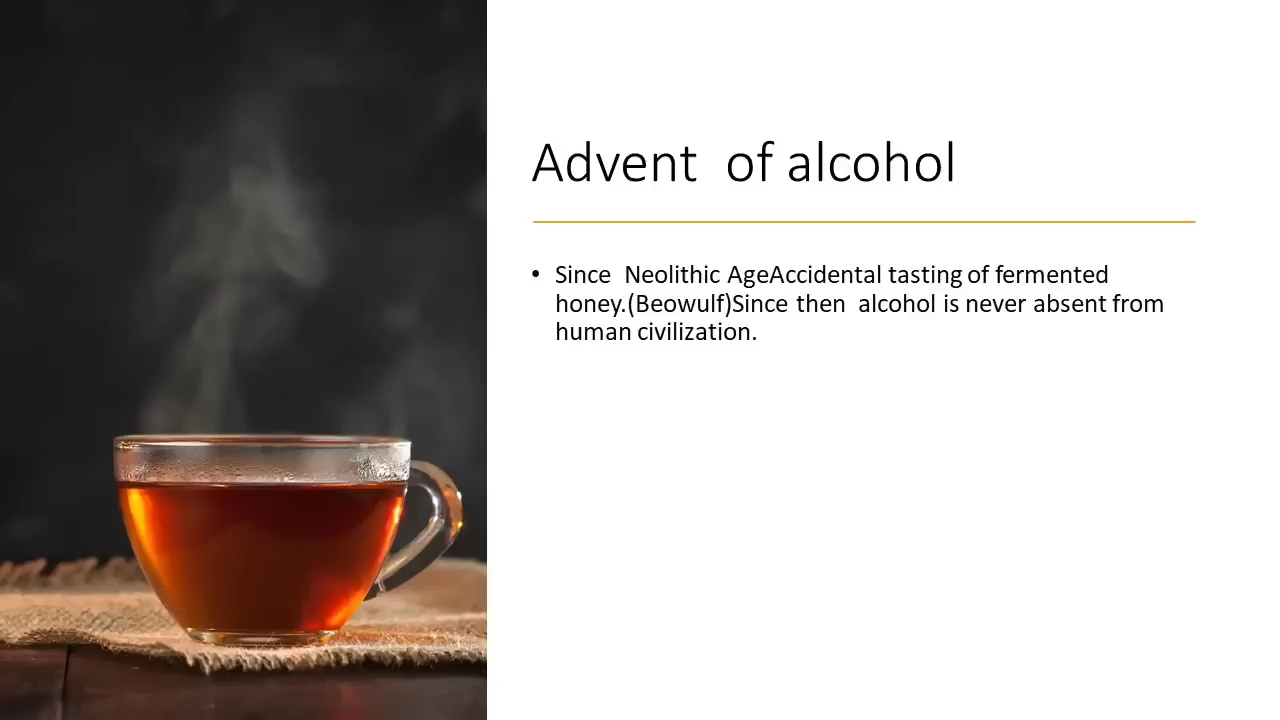 Advent  of alcohol
• Since  Neolithic AgeAccidental tasting of fermented
honey.(Beowulf)Since then  alcohol is never absent from
human civilization.